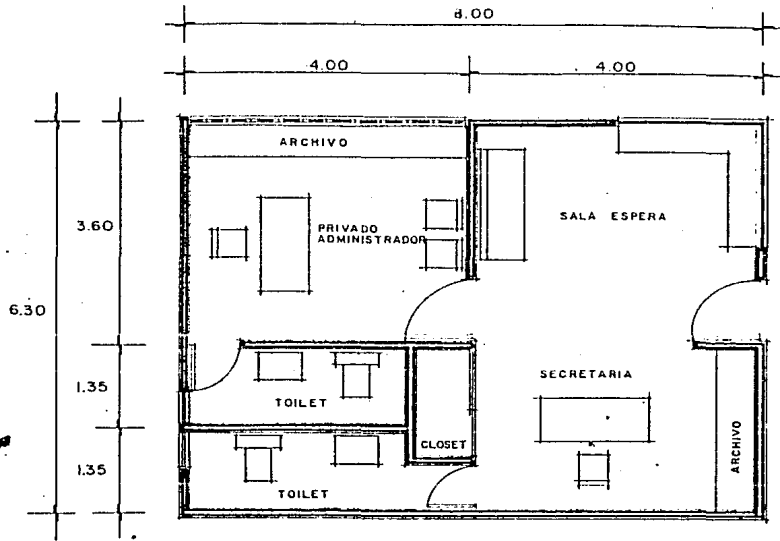 8.00
4.00
4.00
ARCHIVO
3.60
PRIVADO
ADMINISTRADOR
SALA ESPERA
6.30
1.35
TOILET
SECRETARIA
CLOSET
ARCHIVO
1.35
TOILET